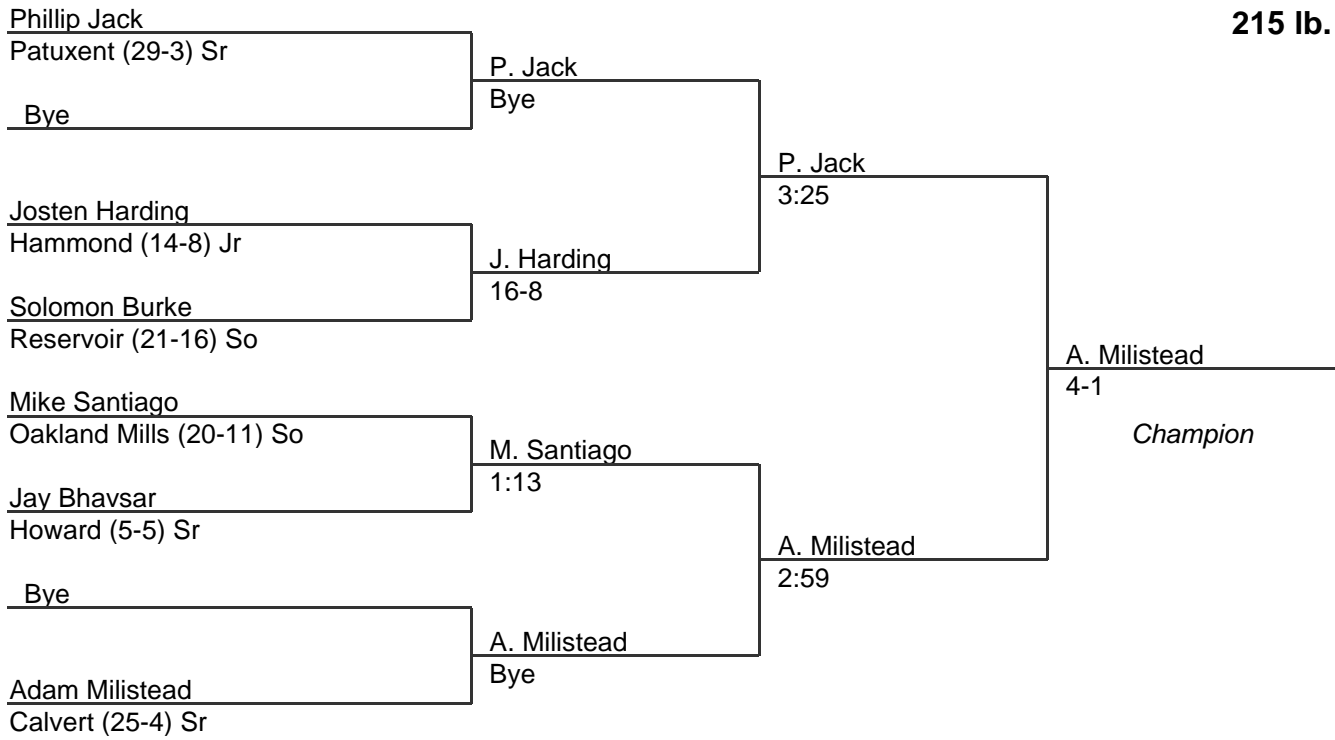 215 lb.
Phillip Jack
Patuxent (29-3) Sr
Bye
Josten Harding
Hammond (14-8) Jr
Solomon Burke
Reservoir (21-16) So
Mike Santiago
Oakland Mills (20-11) So
Jay Bhavsar
Howard (5-5) Sr
Bye
Adam Milistead
Calvert (25-4) Sr
P. Jack
Bye
J. Harding
16-8
M. Santiago
1:13
A. Milistead
Bye
P. Jack
3:25
A. Milistead
2:59
A. Milistead
4-1
Champion